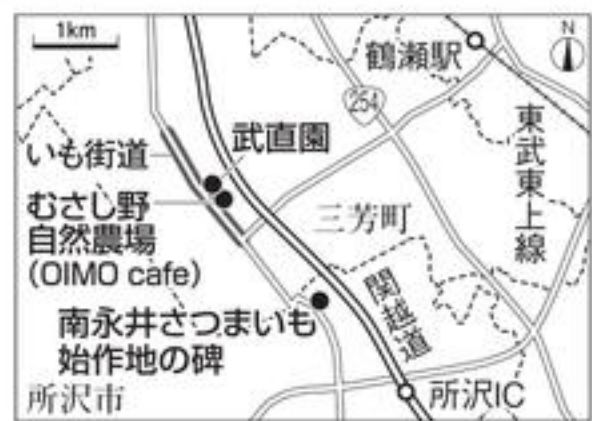 1km
N
鶴瀬駅
254
いも街道
武直園
東武東上線
むさし野
自然農場
(OIMO cafe)
三芳町
関越道
南永井さつまいも
始作地の碑
所沢市
所沢IC